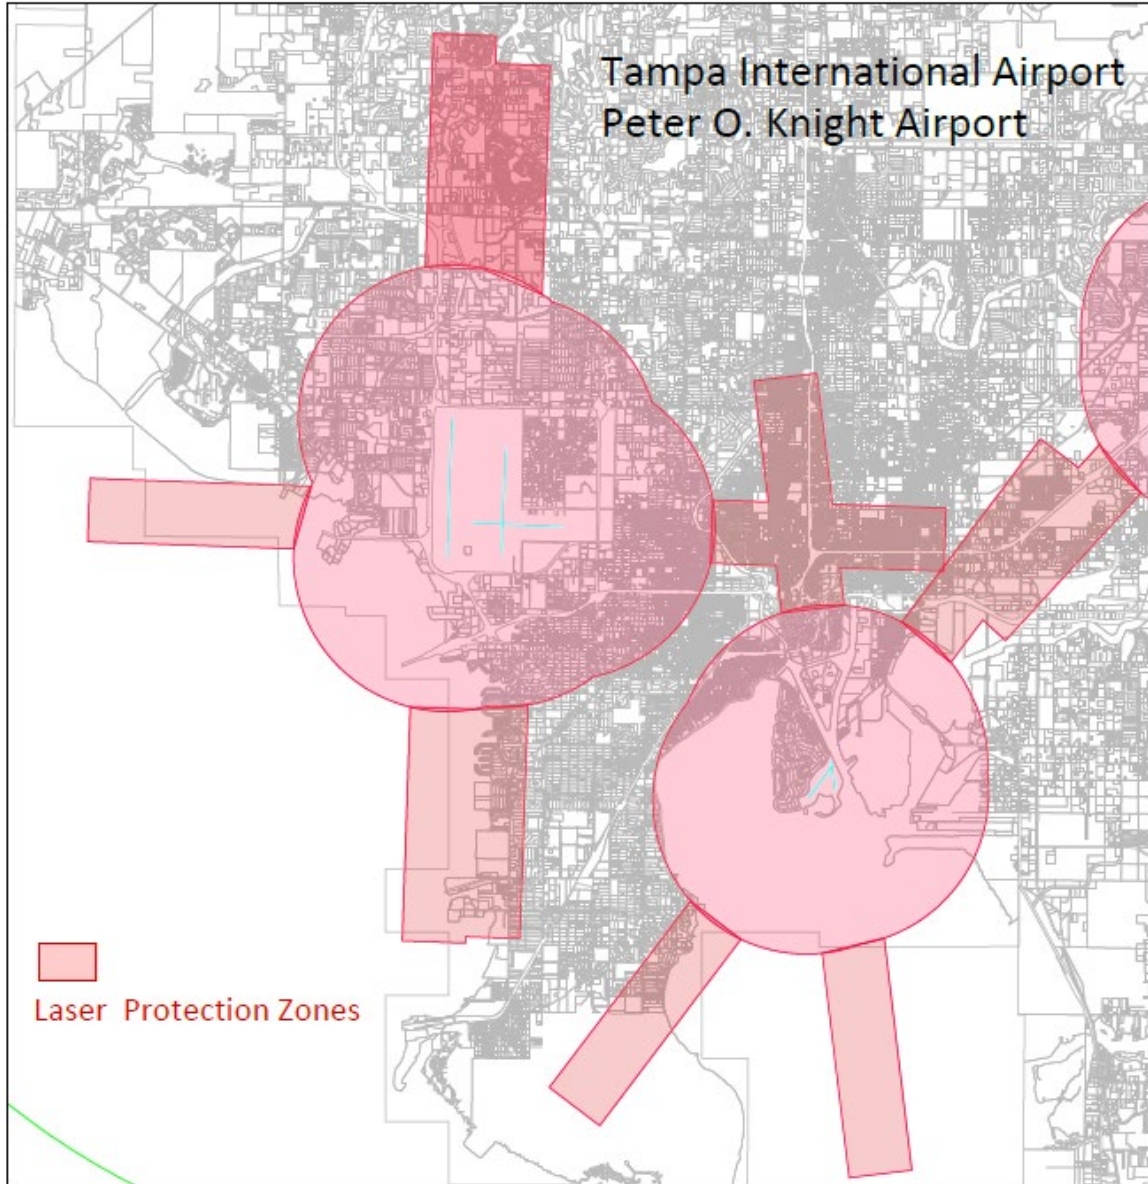 Tampa International Airport
Peter O. Knight Airport
Laser Protection Zones